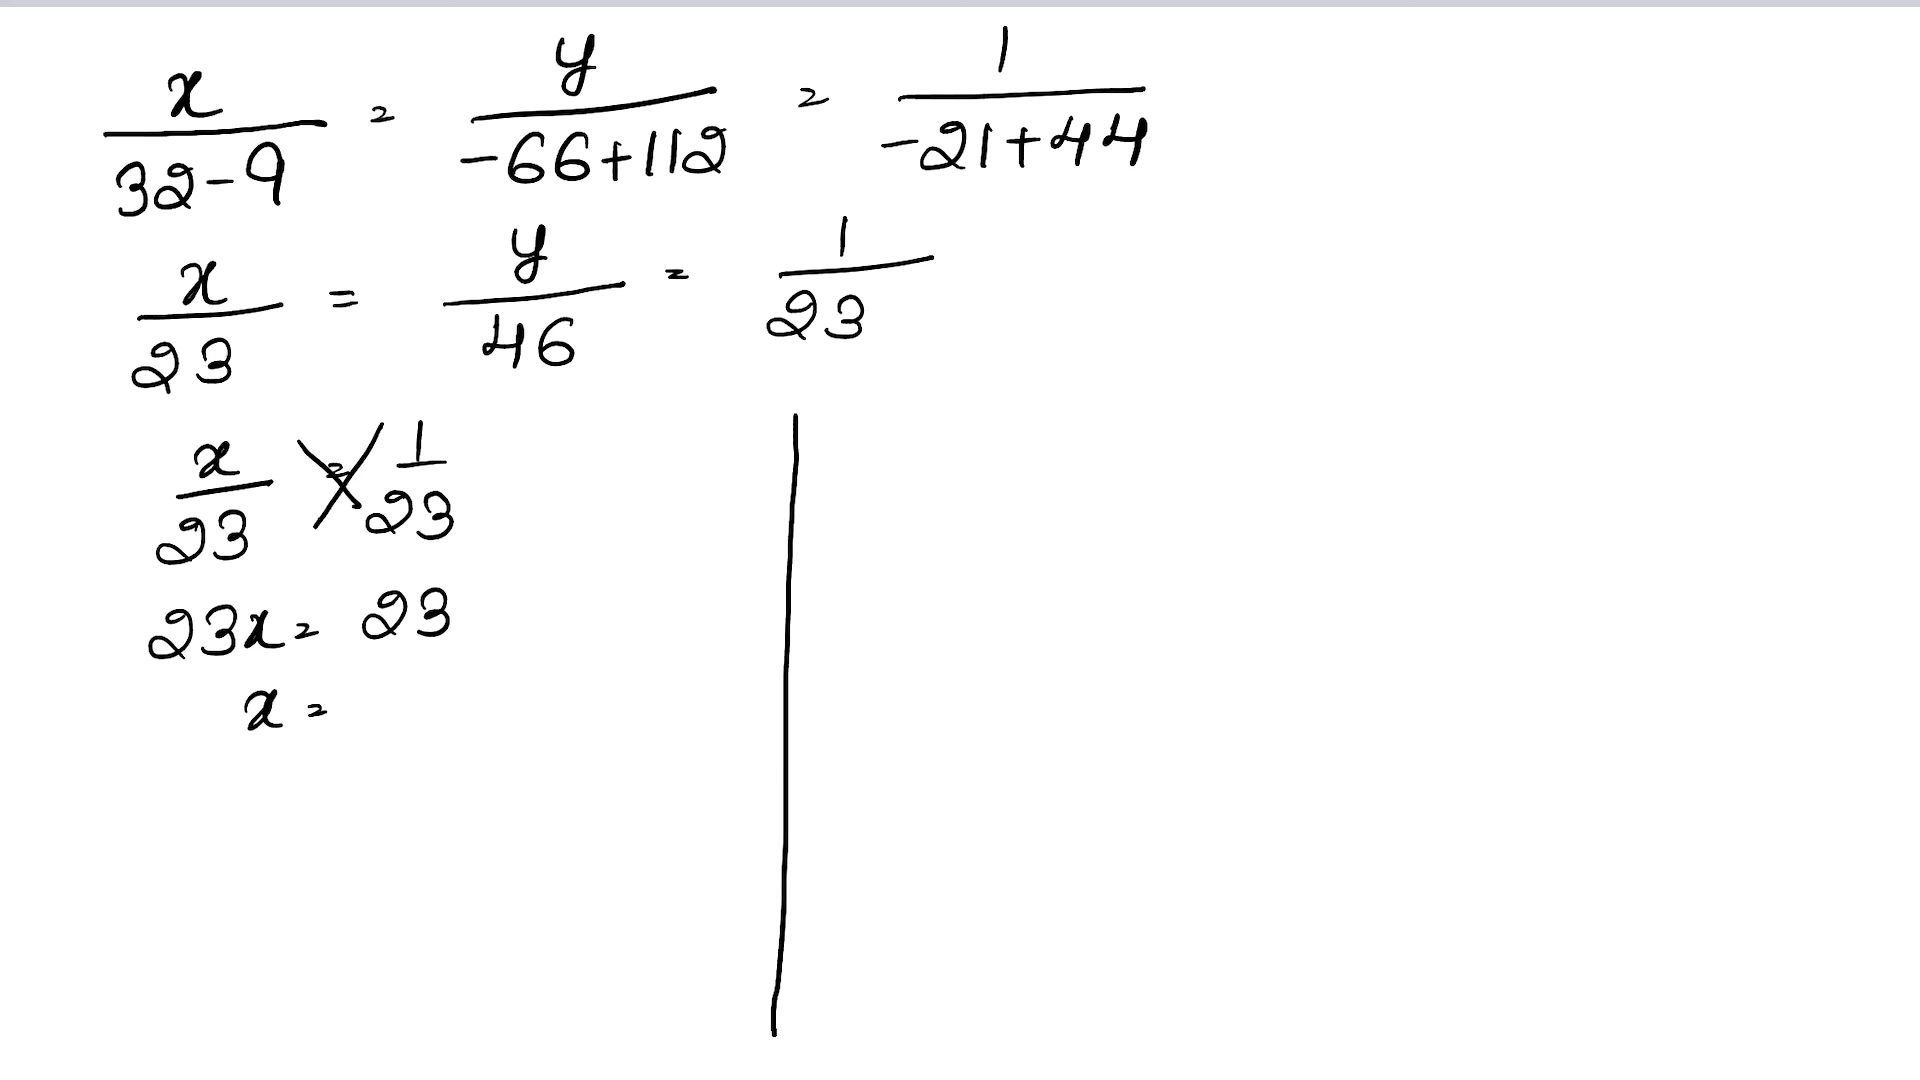 x/(32-9) = y/(-66+112) = 1/(-21+44)
x/23 = y/46 = 1/23
x/23 = 1/23
23x = 23
x =